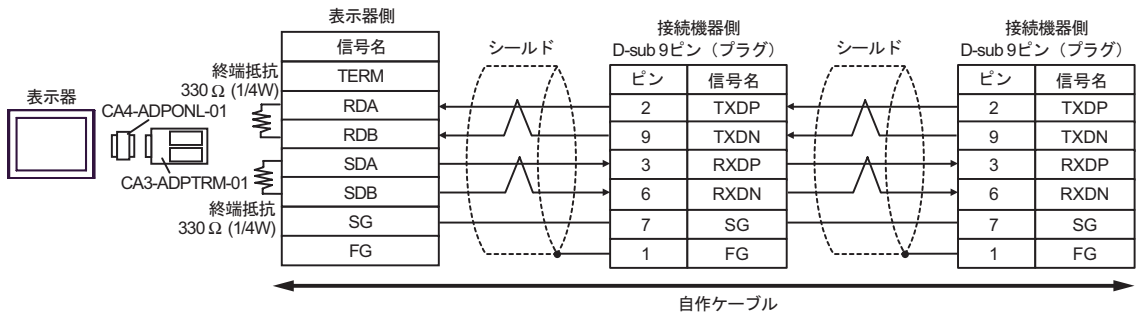 表示器
CA4-ADPONL-01
CA3-ADPTRM-01
終端抵抗
330 Ω (1/4W)
終端抵抗
330 Ω (1/4W)
表示器側
信号名
TERM
RDA
RDB
SDA
SDB
SG
FG
シールド
接続機器側
D-sub 9ピン（プラグ）
ピン 信号名
2 TXDP
9 TXDN
3 RXDP
6 RXDN
7 SG
1 FG
シールド
接続機器側
D-sub 9ピン（プラグ）
ピン 信号名
2 TXDP
9 TXDN
3 RXDP
6 RXDN
7 SG
1 FG
自作ケーブル